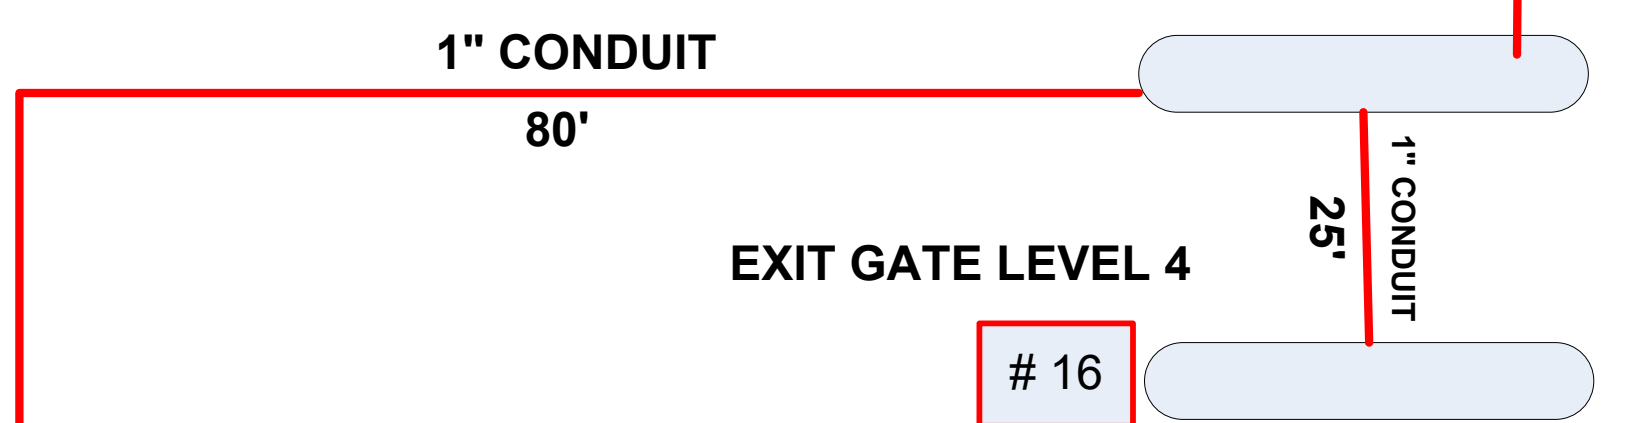 1" CONDUIT
80'
1" CONDUIT
25'
EXIT GATE LEVEL 4
# 16